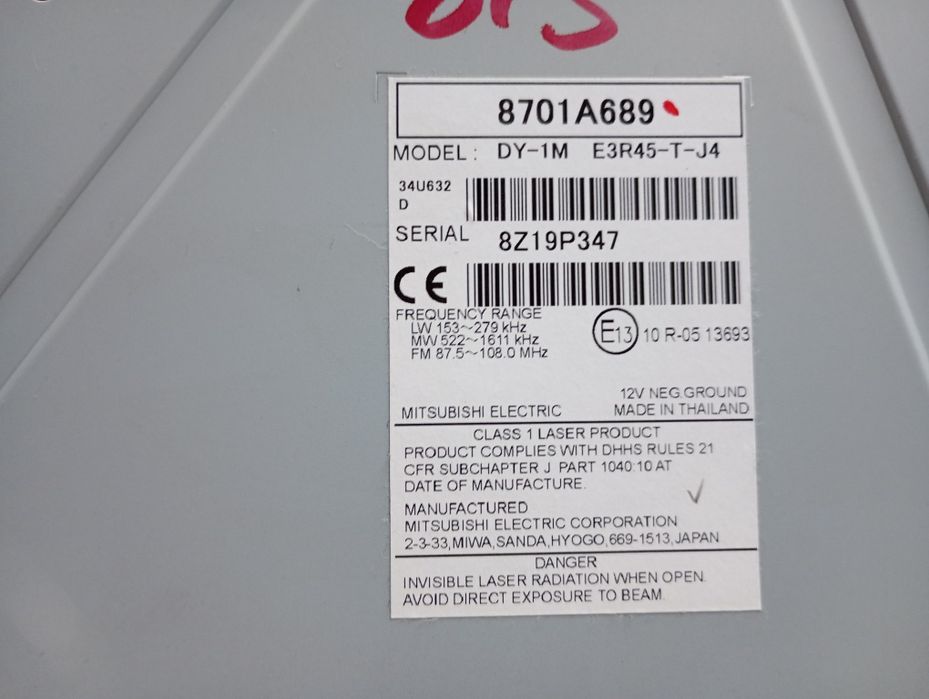 8701A689
MODEL: DY-1M E3R45-T-J4
34U632
D
SERIAL 8Z19P347
CE
FREQUENCY RANGE
LW 153~279 kHz
MW 522~1611 kHz
FM 87.5~108.0 MHz
E13 10 R-05 13693
12V NEG.GROUND
MITSUBISHI ELECTRIC MADE IN THAILAND
CLASS 1 LASER PRODUCT
PRODUCT COMPLIES WITH DHHS RULES 21
CFR SUBCHAPTER J PART 1040:10 AT
DATE OF MANUFACTURE.
MANUFACTURED
MITSUBISHI ELECTRIC CORPORATION
2-3-33,MIWA,SANDA,HYOGO,669-1513,JAPAN
DANGER
INVISIBLE LASER RADIATION WHEN OPEN.
AVOID DIRECT EXPOSURE TO BEAM.